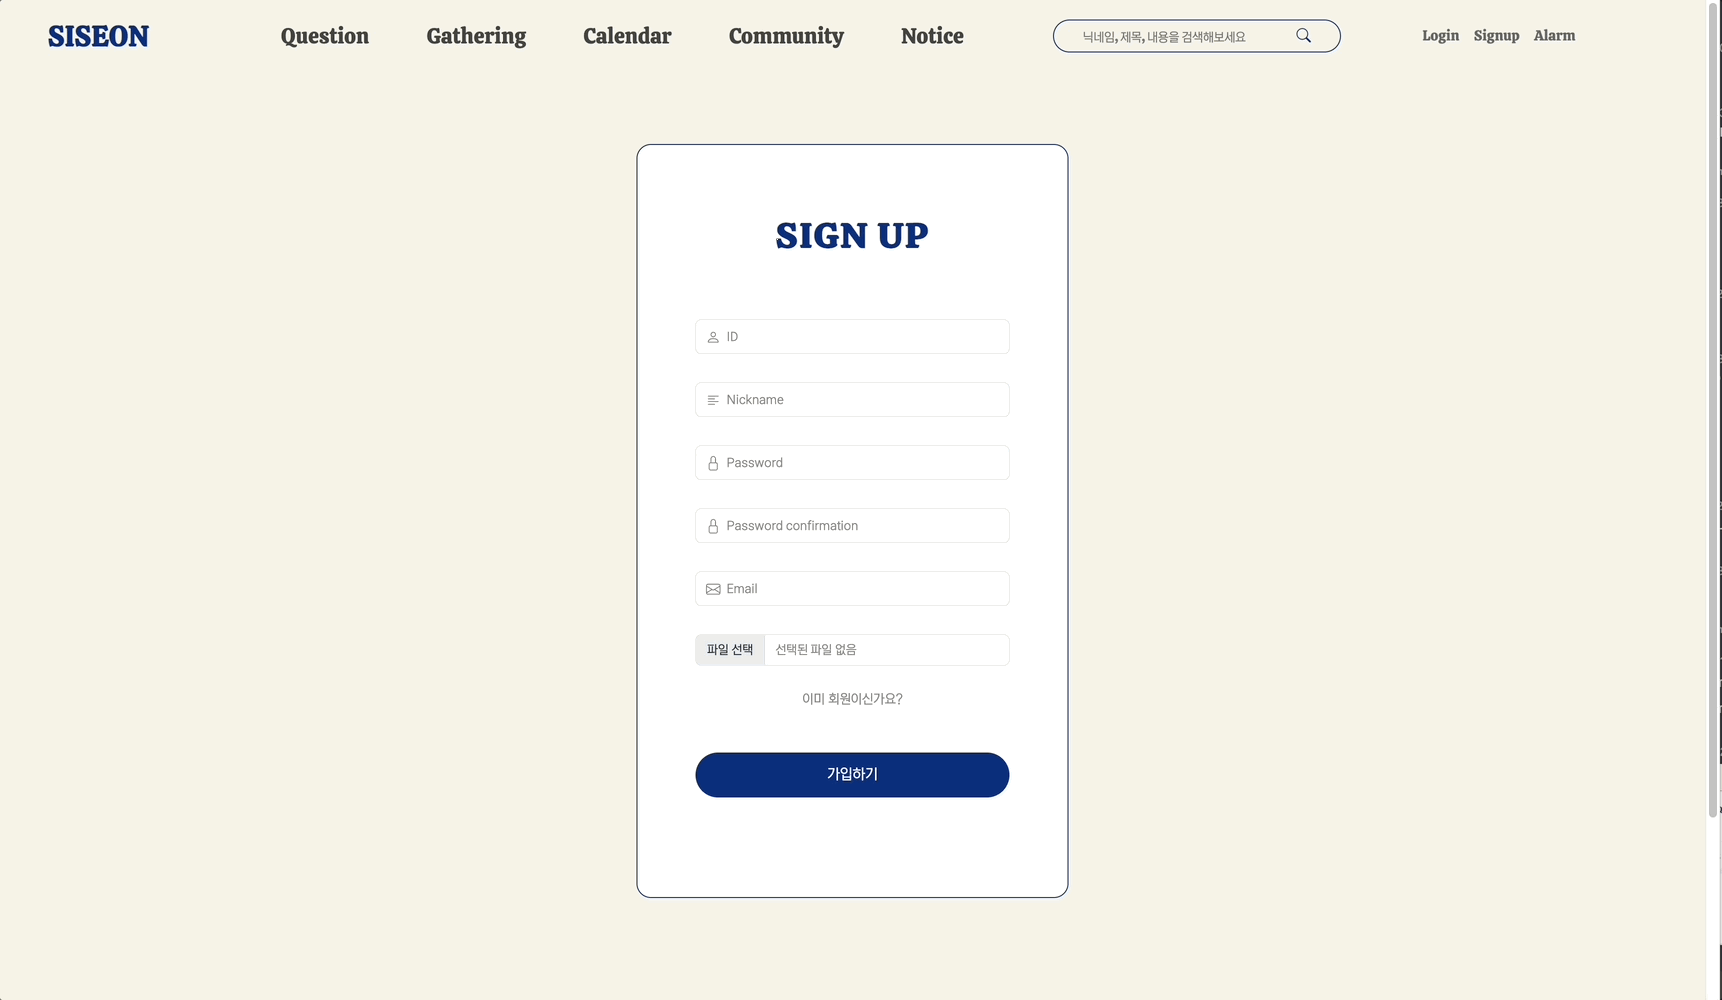 SISEON
Question
Gathering
Calendar
Community
Notice
닉네임, 제목, 내용을 검색해보세요
Login
Signup
Alarm
SIGN UP
ID
Nickname
Password
Password confirmation
Email
파일 선택
선택된 파일 없음
이미 회원이신가요?
가입하기